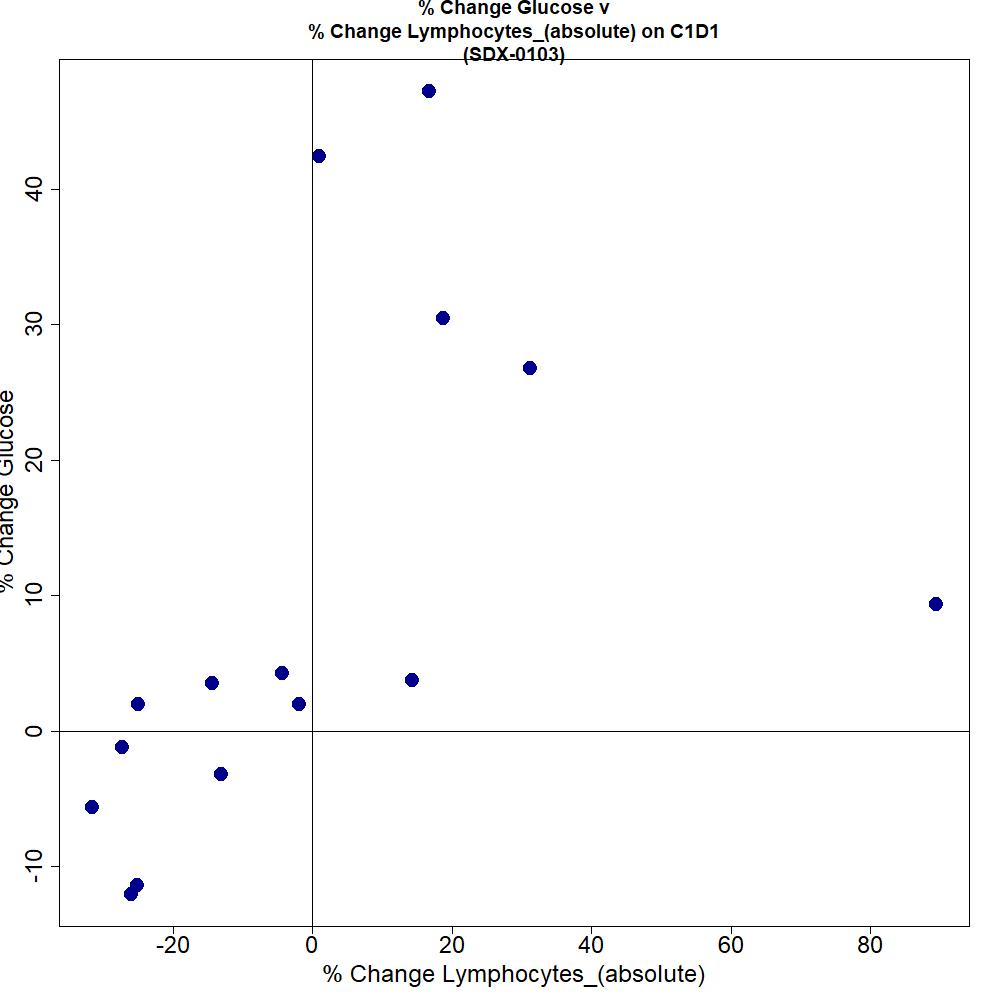 % Change Glucose v
% Change Lymphocytes_(absolute) on C1D1
(SDX-0103)
% Change Glucose
40
30
20
10
0
-10
-20
0
20
40
60
80
% Change Lymphocytes_(absolute)